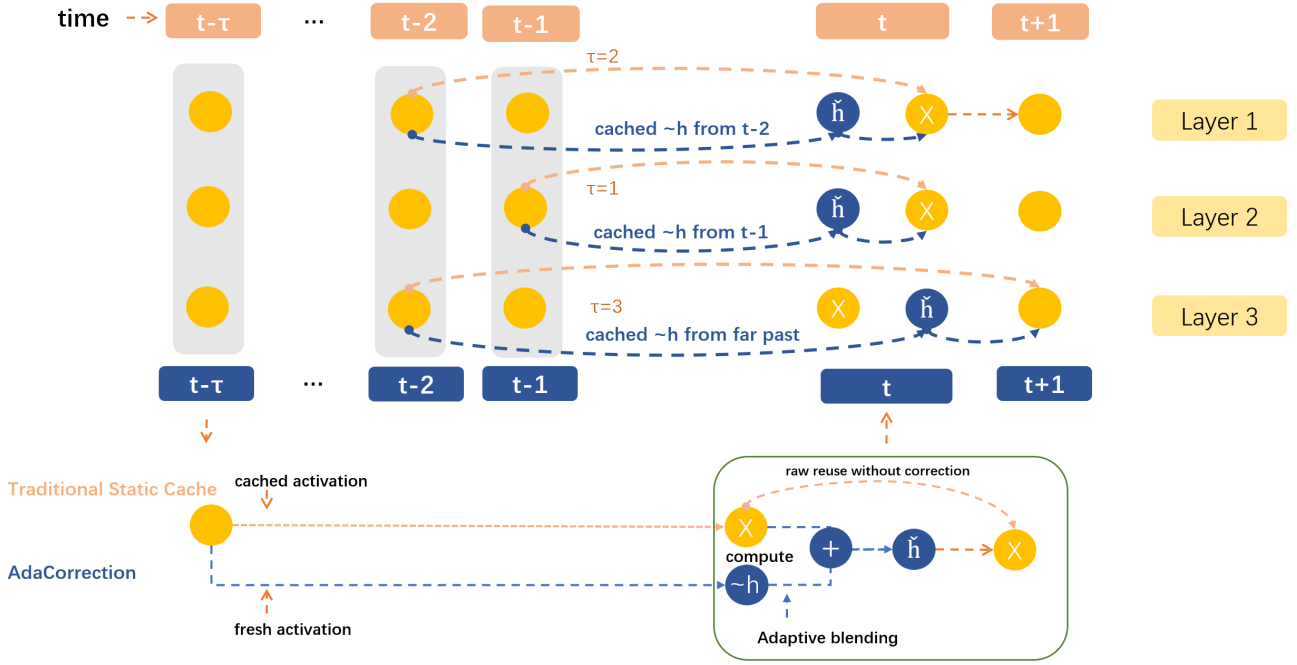 time
t-τ
...
t-2
t-1
t
t+1
τ=2
ȟ
X
cached ~h from t-2
Layer 1
τ=1
ȟ
X
cached ~h from t-1
Layer 2
τ=3
X
ȟ
cached ~h from far past
Layer 3
t-τ
...
t-2
t-1
t
t+1
raw reuse without correction
cached activation
Traditional Static Cache
X
compute
+
ȟ
X
AdaCorrection
~h
fresh activation
Adaptive blending